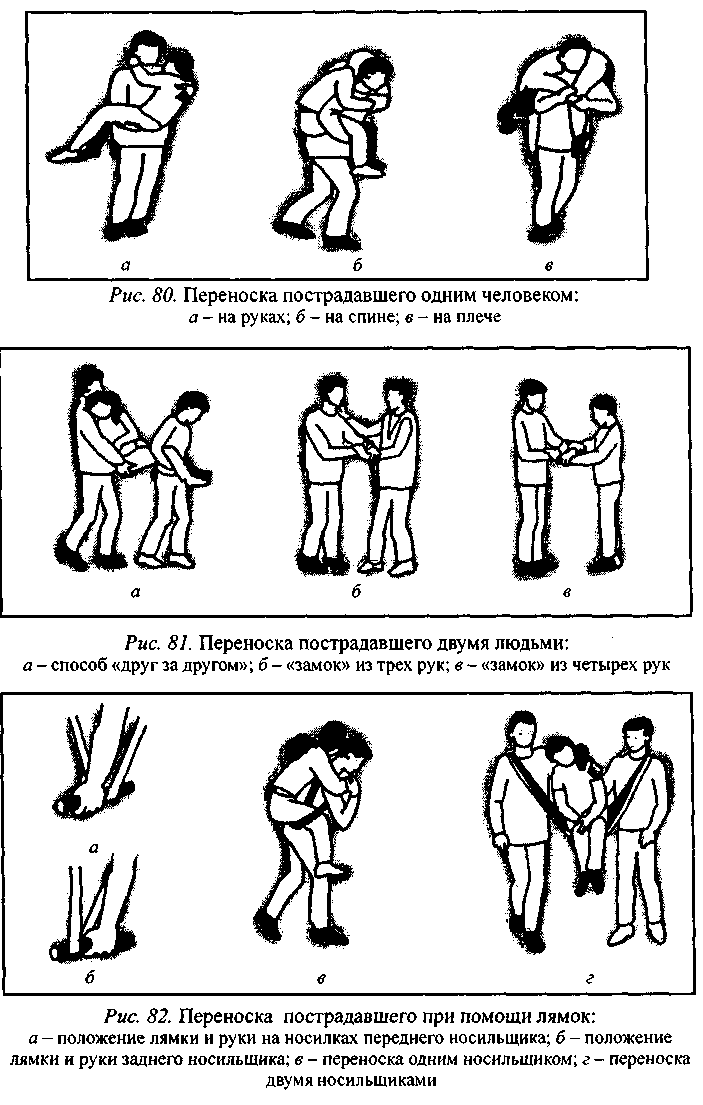 а б в
Рис. 80. Переноска пострадавшего одним человеком:
а – на руках; б – на спине; в – на плече
а б в
Рис. 81. Переноска пострадавшего двумя людьми:
а – способ «друг за другом»; б – «замок» из трех рук; в – «замок» из четырех рук
а
б в г
Рис. 82. Переноска пострадавшего при помощи лямок:
а – положение лямки и руки на носилках переднего носильщика; б – положение
лямки и руки заднего носильщика; в – переноска одним носильщиком; г – переноска
двумя носильщиками